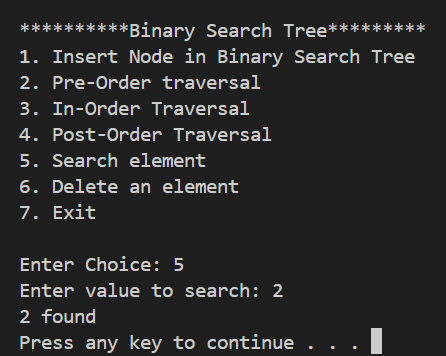 **********Binary Search Tree*********
1. Insert Node in Binary Search Tree
2. Pre-Order traversal
3. In-Order Traversal
4. Post-Order Traversal
5. Search element
6. Delete an element
7. Exit
Enter Choice: 5
Enter value to search: 2
2 found
Press any key to continue . . .